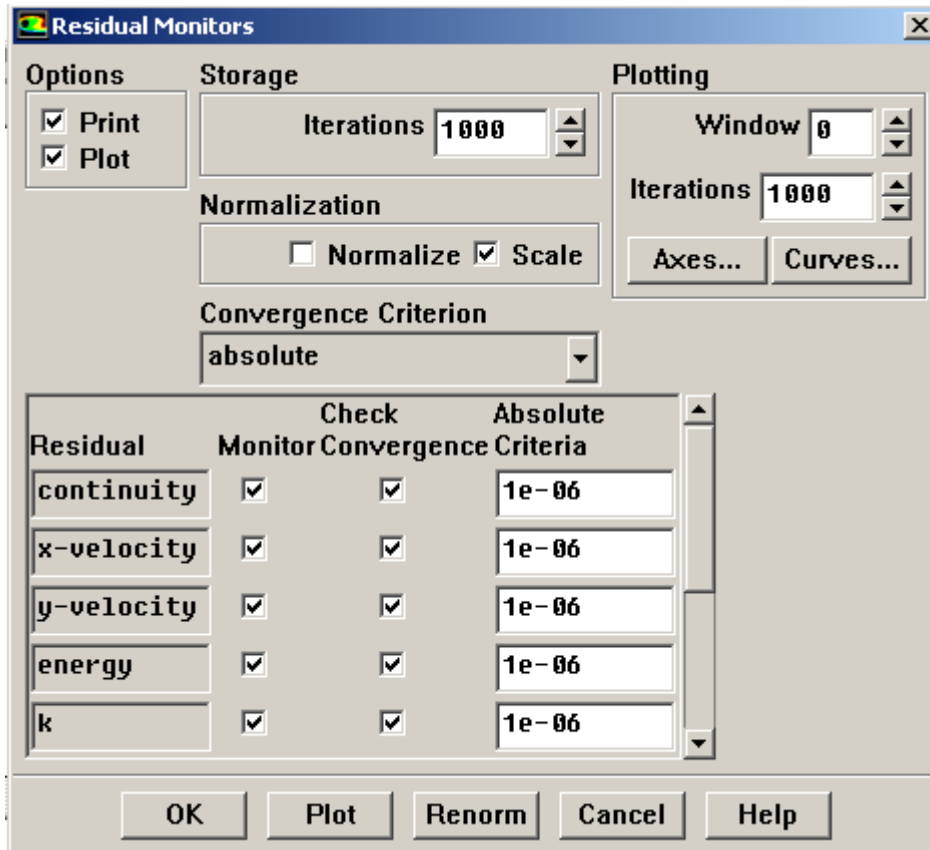 Residual Monitors
Options
Print
Plot
Storage
Iterations 1000
Normalization
Normalize Scale
Convergence Criterion
absolute
Plotting
Window 0
Iterations 1000
Axes... Curves...
Residual Monitor Check Convergence Absolute Criteria
continuity 1e-06
x-velocity 1e-06
y-velocity 1e-06
energy 1e-06
k 1e-06
OK Plot Renorm Cancel Help